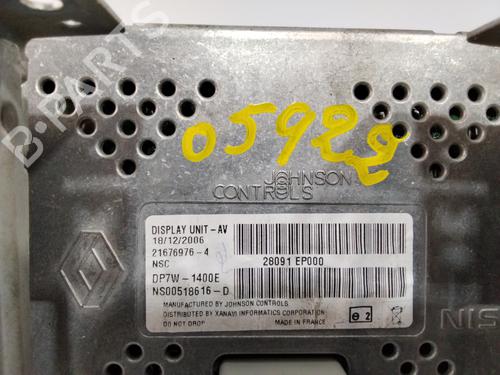 05922
JOHNSON
CONTROLS
DISPLAY UNIT-AV
18/12/2006
21676976-4
NSC
28091 EP000
DP7W-1400E
NS00518616-D
MANUFACTURED BY JOHNSON CONTROLS
DISTRIBUTED BY XANAVI INFORMATICS CORPORATION
DO NOT DROP
MADE IN FRANCE
e 2
NIS
B-PARTS